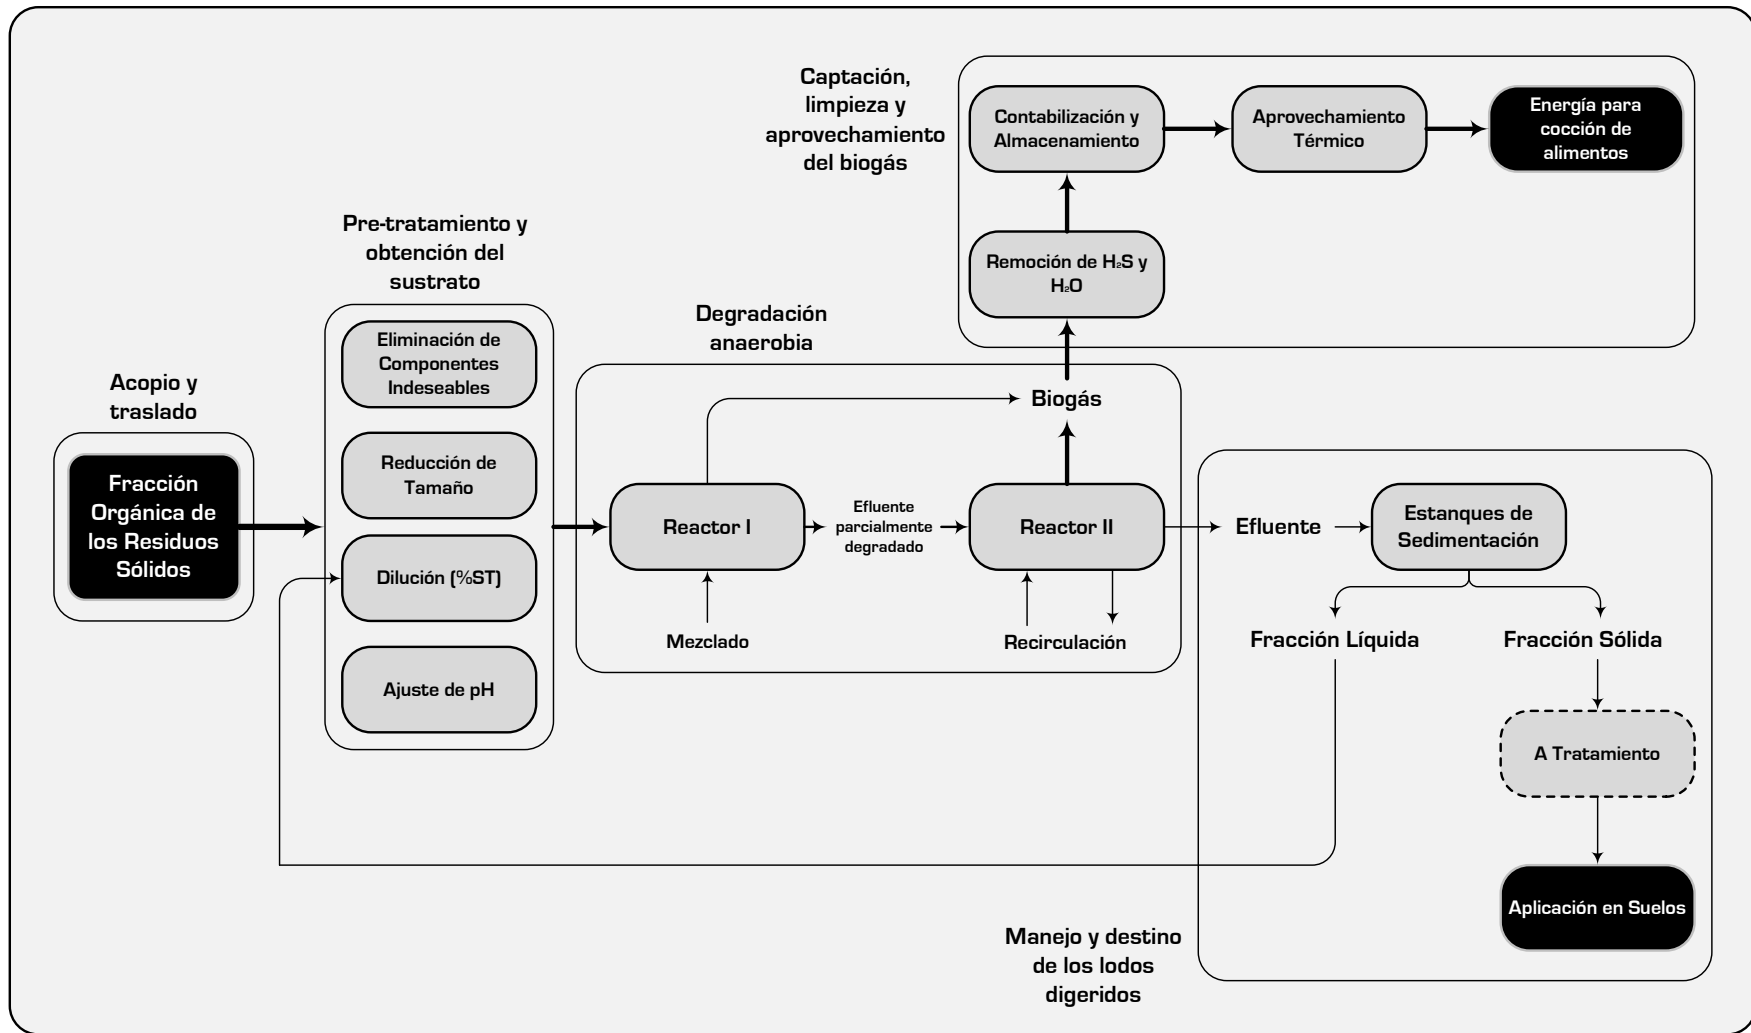 Captación,
limpieza y
aprovechamiento
del biogás
Contabilización y
Almacenamiento
Aprovechamiento
Térmico
Energía para
cocción de
alimentos
Remoción de H₂S y
H₂O
Pre-tratamiento y
obtención del
sustrato
Eliminación de
Componentes
Indeseables
Reducción de
Tamaño
Dilución (%ST)
Ajuste de pH
Acopio y
traslado
Fracción
Orgánica de
los Residuos
Sólidos
Degradación
anaerobia
Biogás
Reactor I
Efluente
parcialmente
degradado
Reactor II
Mezclado
Recirculación
Efluente
Estanques de
Sedimentación
Fracción Líquida
Fracción Sólida
A Tratamiento
Aplicación en Suelos
Manejo y destino
de los lodos
digeridos